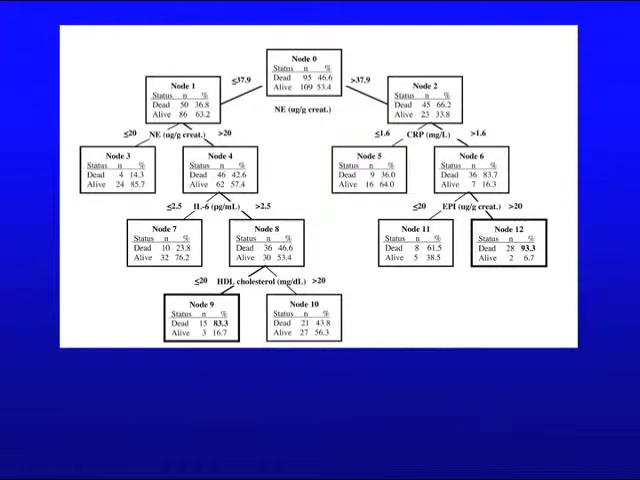 Node 0
Status n %
Dead 95 46.6
Alive 109 53.4
≤37.9
>37.9
NE (ug/g creat.)
Node 1
Status n %
Dead 50 36.8
Alive 86 63.2
Node 2
Status n %
Dead 45 66.2
Alive 23 33.8
≤20 NE (ug/g creat.) >20
≤1.6 CRP (mg/L) >1.6
Node 3
Status n %
Dead 4 14.3
Alive 24 85.7
Node 4
Status n %
Dead 46 42.6
Alive 62 57.4
Node 5
Status n %
Dead 9 36.0
Alive 16 64.0
Node 6
Status n %
Dead 36 83.7
Alive 7 16.3
≤2.5 IL-6 (pg/mL) >2.5
≤20 EPI (ug/g creat.) >20
Node 7
Status n %
Dead 10 23.8
Alive 32 76.2
Node 8
Status n %
Dead 36 46.6
Alive 30 53.4
Node 11
Status n %
Dead 8 61.5
Alive 5 38.5
Node 12
Status n %
Dead 28 93.3
Alive 2 6.7
≤20 HDL cholesterol (mg/dL) >20
Node 9
Status n %
Dead 15 83.3
Alive 3 16.7
Node 10
Status n %
Dead 21 43.8
Alive 27 56.3